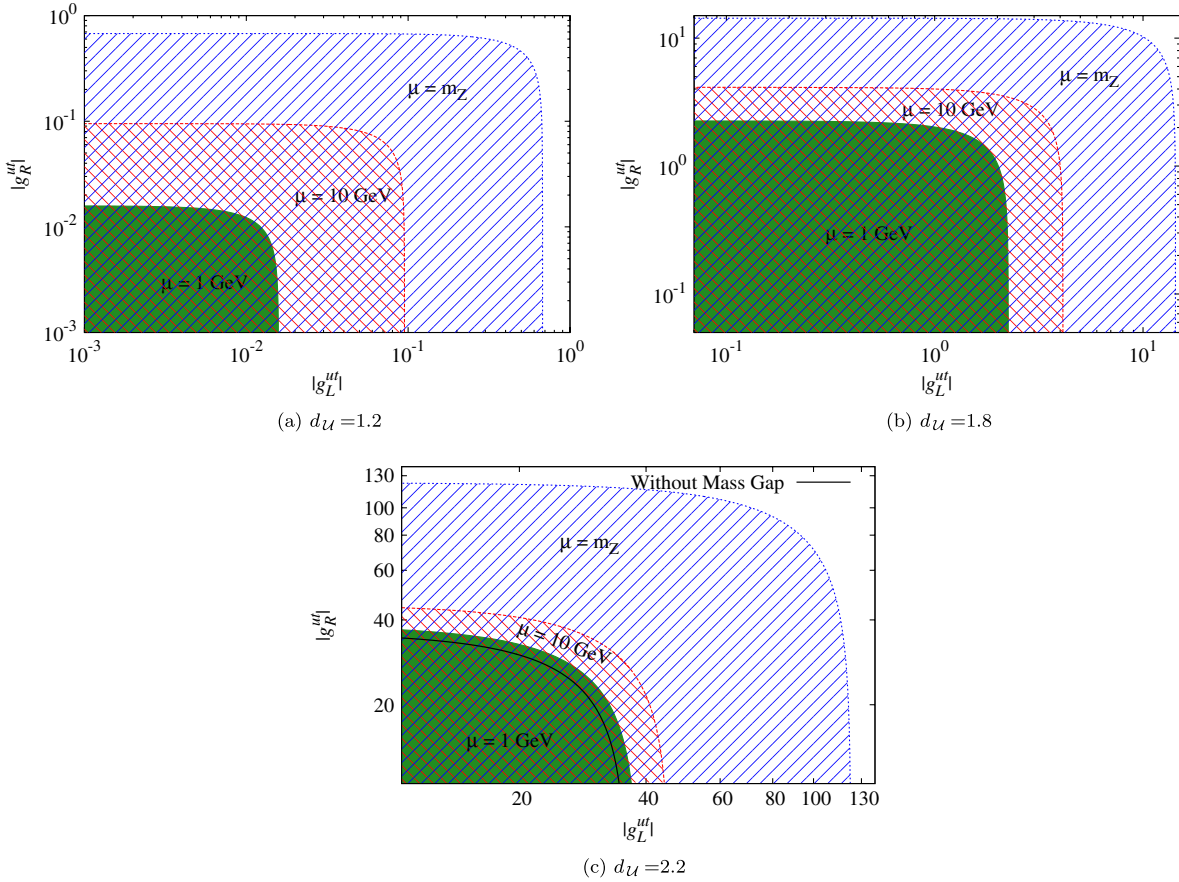 10^0
10^-1
10^-2
10^-3
|g_R^{ut}|
μ = m_Z
μ = 10 GeV
μ = 1 GeV
10^-3 10^-2 10^-1 10^0
|g_L^{ut}|
(a) d_𝒰=1.2
10^1
10^0
10^-1
|g_R^{ut}|
μ = m_Z
μ = 10 GeV
μ = 1 GeV
10^-1 10^0 10^1
|g_L^{ut}|
(b) d_𝒰=1.8
130
100
80
60
40
20
|g_R^{ut}|
Without Mass Gap
μ = m_Z
μ = 10 GeV
μ = 1 GeV
20 40 60 80 100 130
|g_L^{ut}|
(c) d_𝒰=2.2